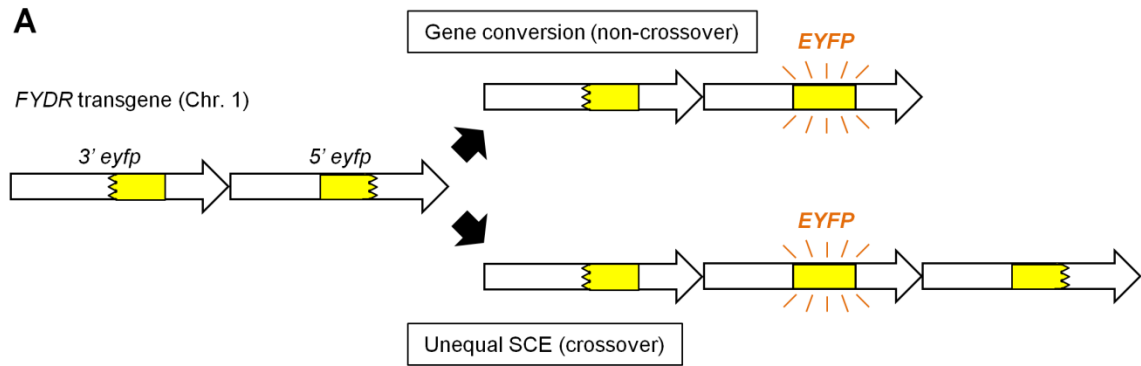 A
Gene conversion (non-crossover)
EYFP
FYDR transgene (Chr. 1)
3’ eyfp
5’ eyfp
EYFP
Unequal SCE (crossover)